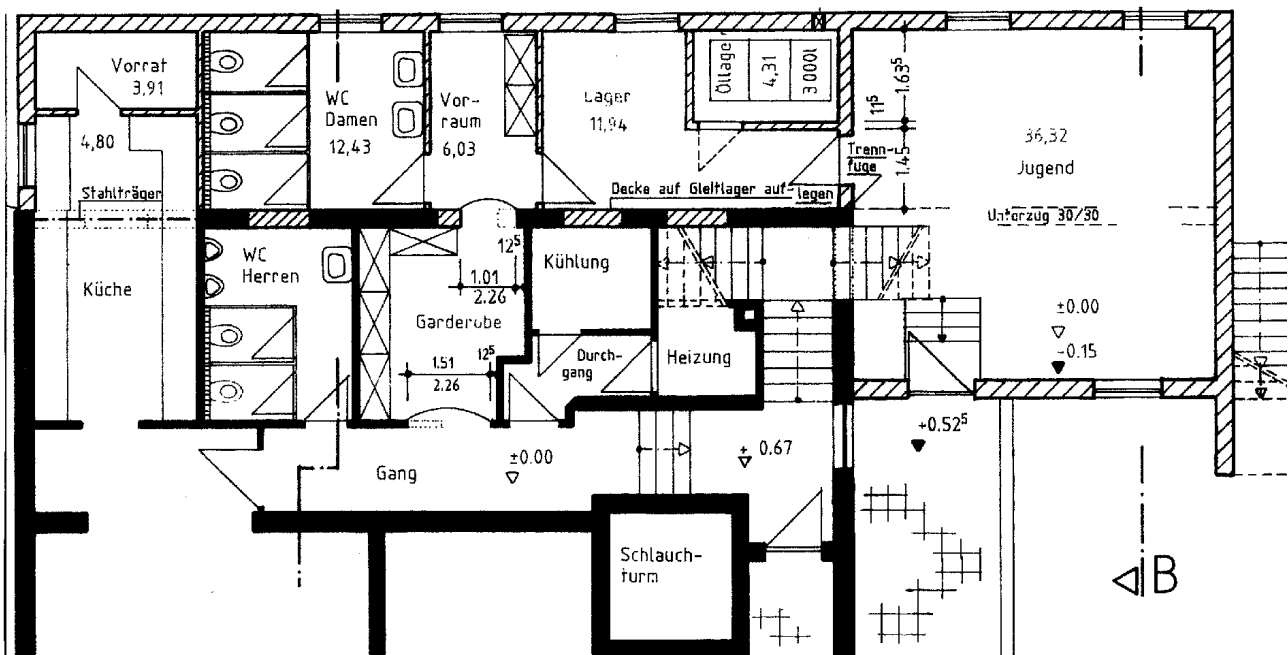 Vorrat
3,91
4,80
Stahlträger
Küche
WC
Damen
12,43
Vor-
raum
6,03
Lager
11,94
Öllager
4,31
3 000l
Decke auf Gleitlager auf-
legen
Trenn-
fuge
1.63⁵
11⁵
1.45
36,32
Jugend
Unterzug 30/30
WC
Herren
12⁵
1.01
2.26
Garderobe
1.51
2.26
12⁵
Kühlung
Durch-
gang
Heizung
±0.00
-0.15
+0.52⁵
Gang
±0.00
+ 0.67
Schlauch-
turm
B